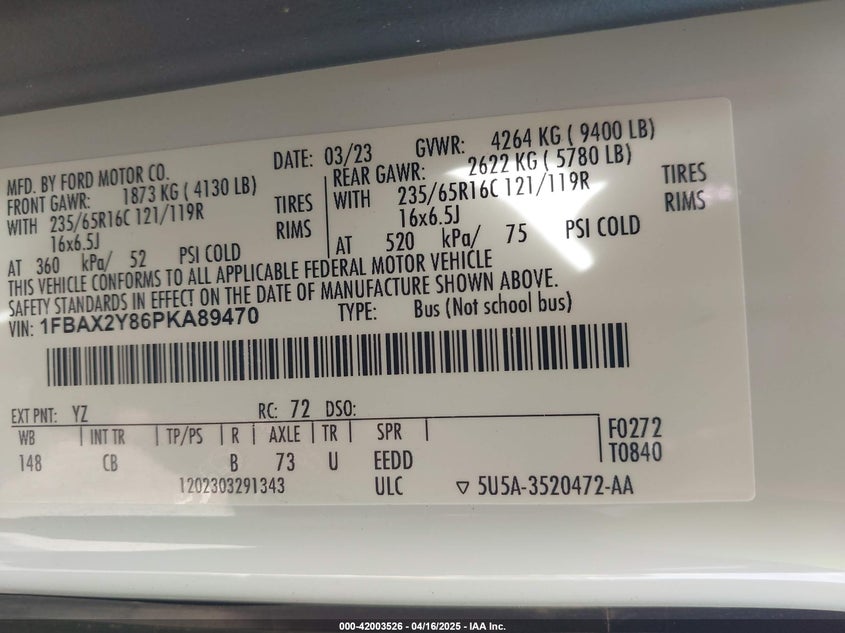 MFD. BY FORD MOTOR CO. DATE: 03/23 GVWR: 4264 KG ( 9400 LB)
FRONT GAWR: 1873 KG ( 4130 LB) REAR GAWR: 2622 KG ( 5780 LB)
WITH 235/65R16C 121/119R TIRES WITH 235/65R16C 121/119R TIRES
16x6.5J RIMS 16x6.5J RIMS
AT 360 kPa/ 52 PSI COLD AT 520 kPa/ 75 PSI COLD
THIS VEHICLE CONFORMS TO ALL APPLICABLE FEDERAL MOTOR VEHICLE
SAFETY STANDARDS IN EFFECT ON THE DATE OF MANUFACTURE SHOWN ABOVE.
VIN: 1FBAX2Y86PKA89470 TYPE: Bus (Not school bus)
EXT PNT: YZ RC: 72 DSO:
WB INT TR TP/PS R AXLE TR SPR F0272
148 CB B 73 U EEDD T0840
1202303291343 ULC ▽ 5U5A-3520472-AA
000-42003526 - 04/16/2025 - IAA Inc.